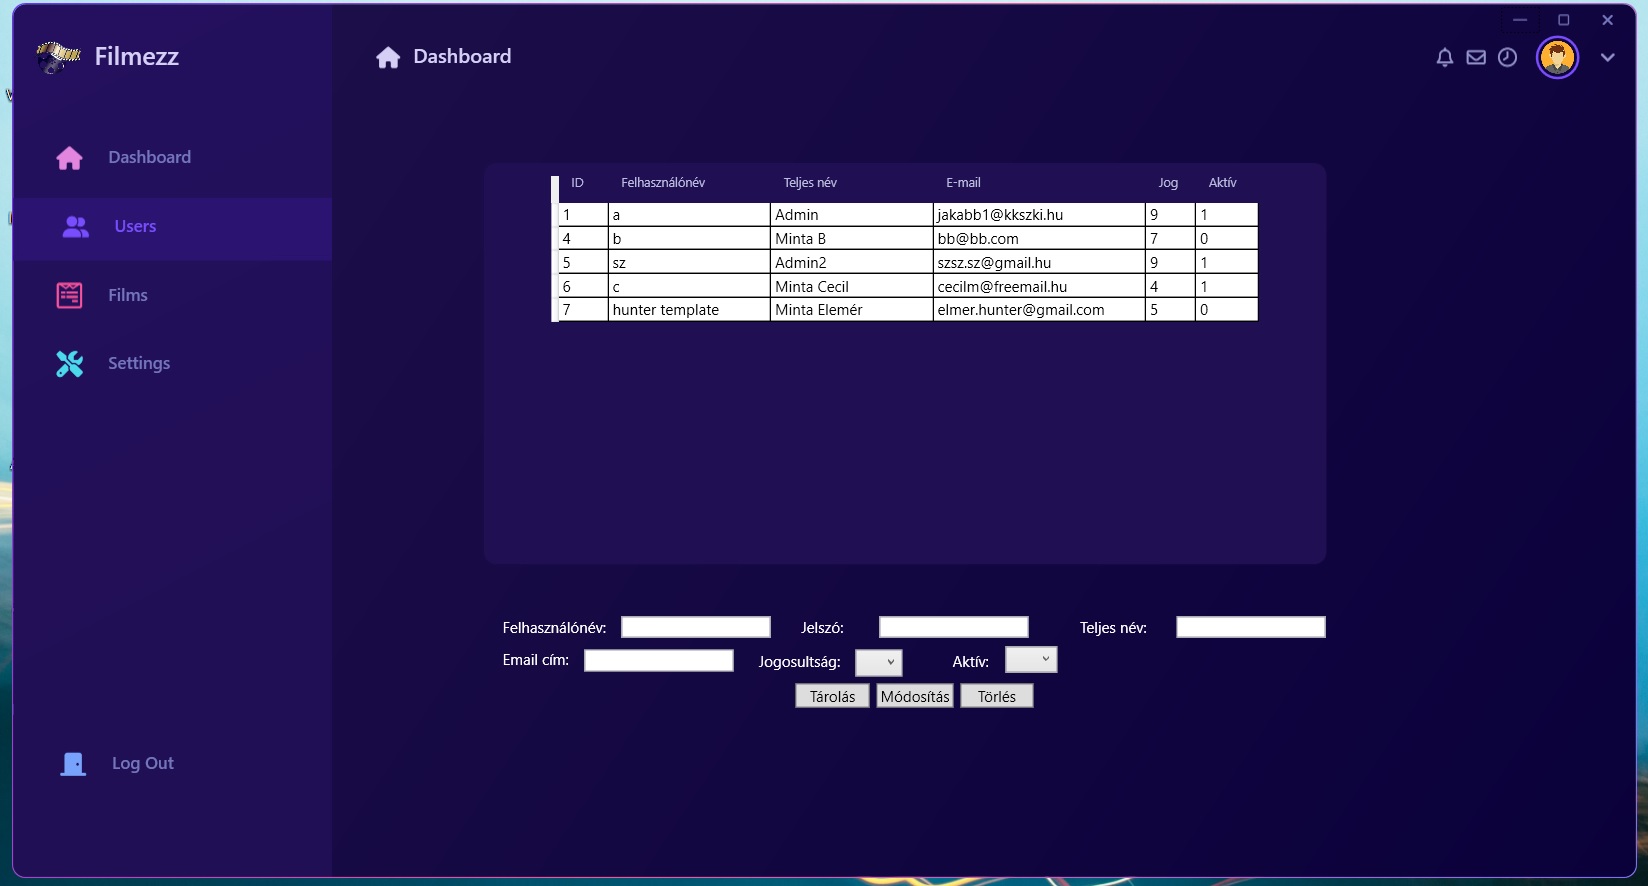 Filmezz
Dashboard
Dashboard
Users
Films
Settings
Log Out
ID Felhasználónév Teljes név E-mail Jog Aktív
1 a Admin jakabb1@kkszki.hu 9 1
4 b Minta B bb@bb.com 7 0
5 sz Admin2 szsz.sz@gmail.hu 9 1
6 c Minta Cecil cecilm@freemail.hu 4 1
7 hunter template Minta Elemér elmer.hunter@gmail.com 5 0
Felhasználónév: Jelszó: Teljes név:
Email cím: Jogosultság: Aktív:
Tárolás Módosítás Törlés